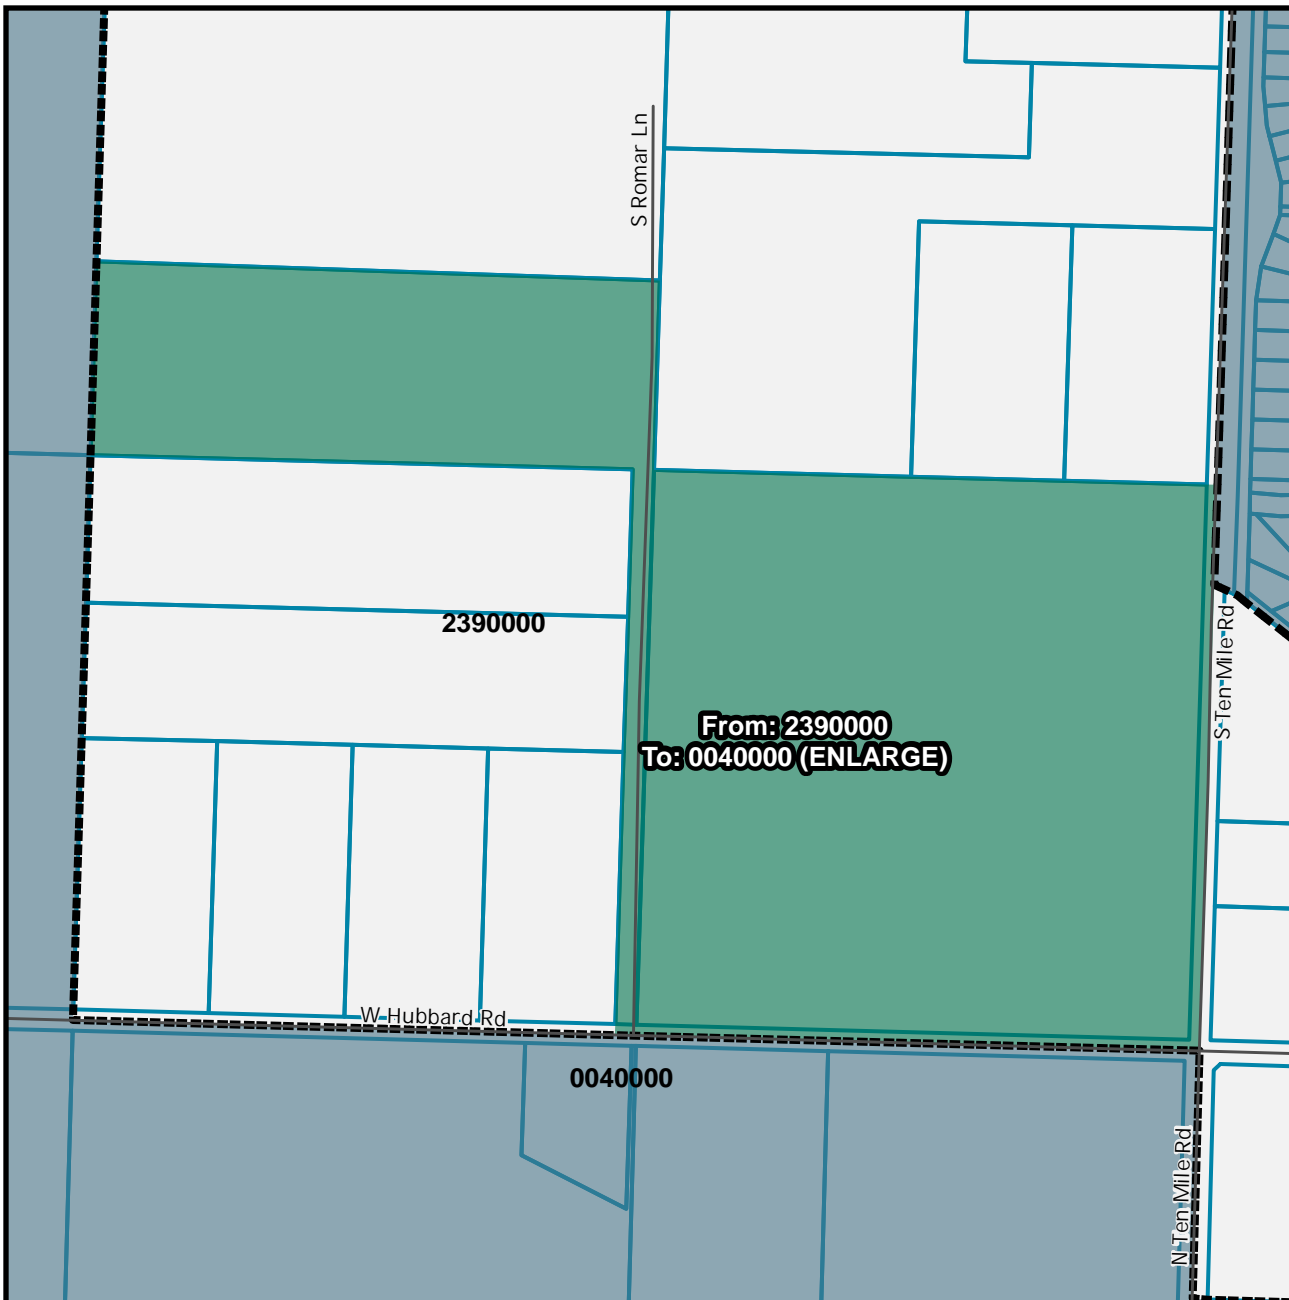 S Romar Ln
2390000
From: 2390000
To: 0040000 (ENLARGE)
S Ten Mile Rd
W Hubbard Rd
0040000
N Ten Mile Rd